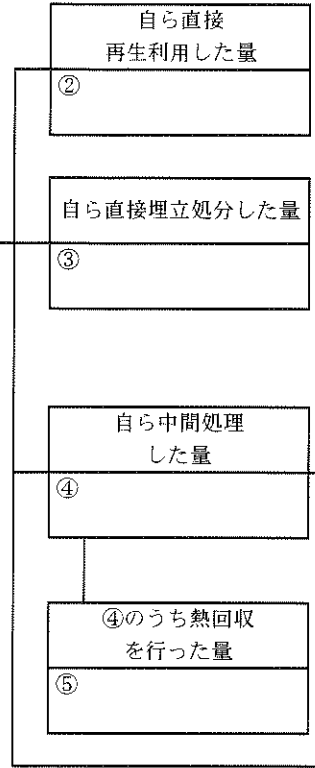 自ら直接
再生利用した量
②
自ら直接埋立処分した量
③
自ら中間処理
した量
④
④のうち熱回収
を行った量
⑤